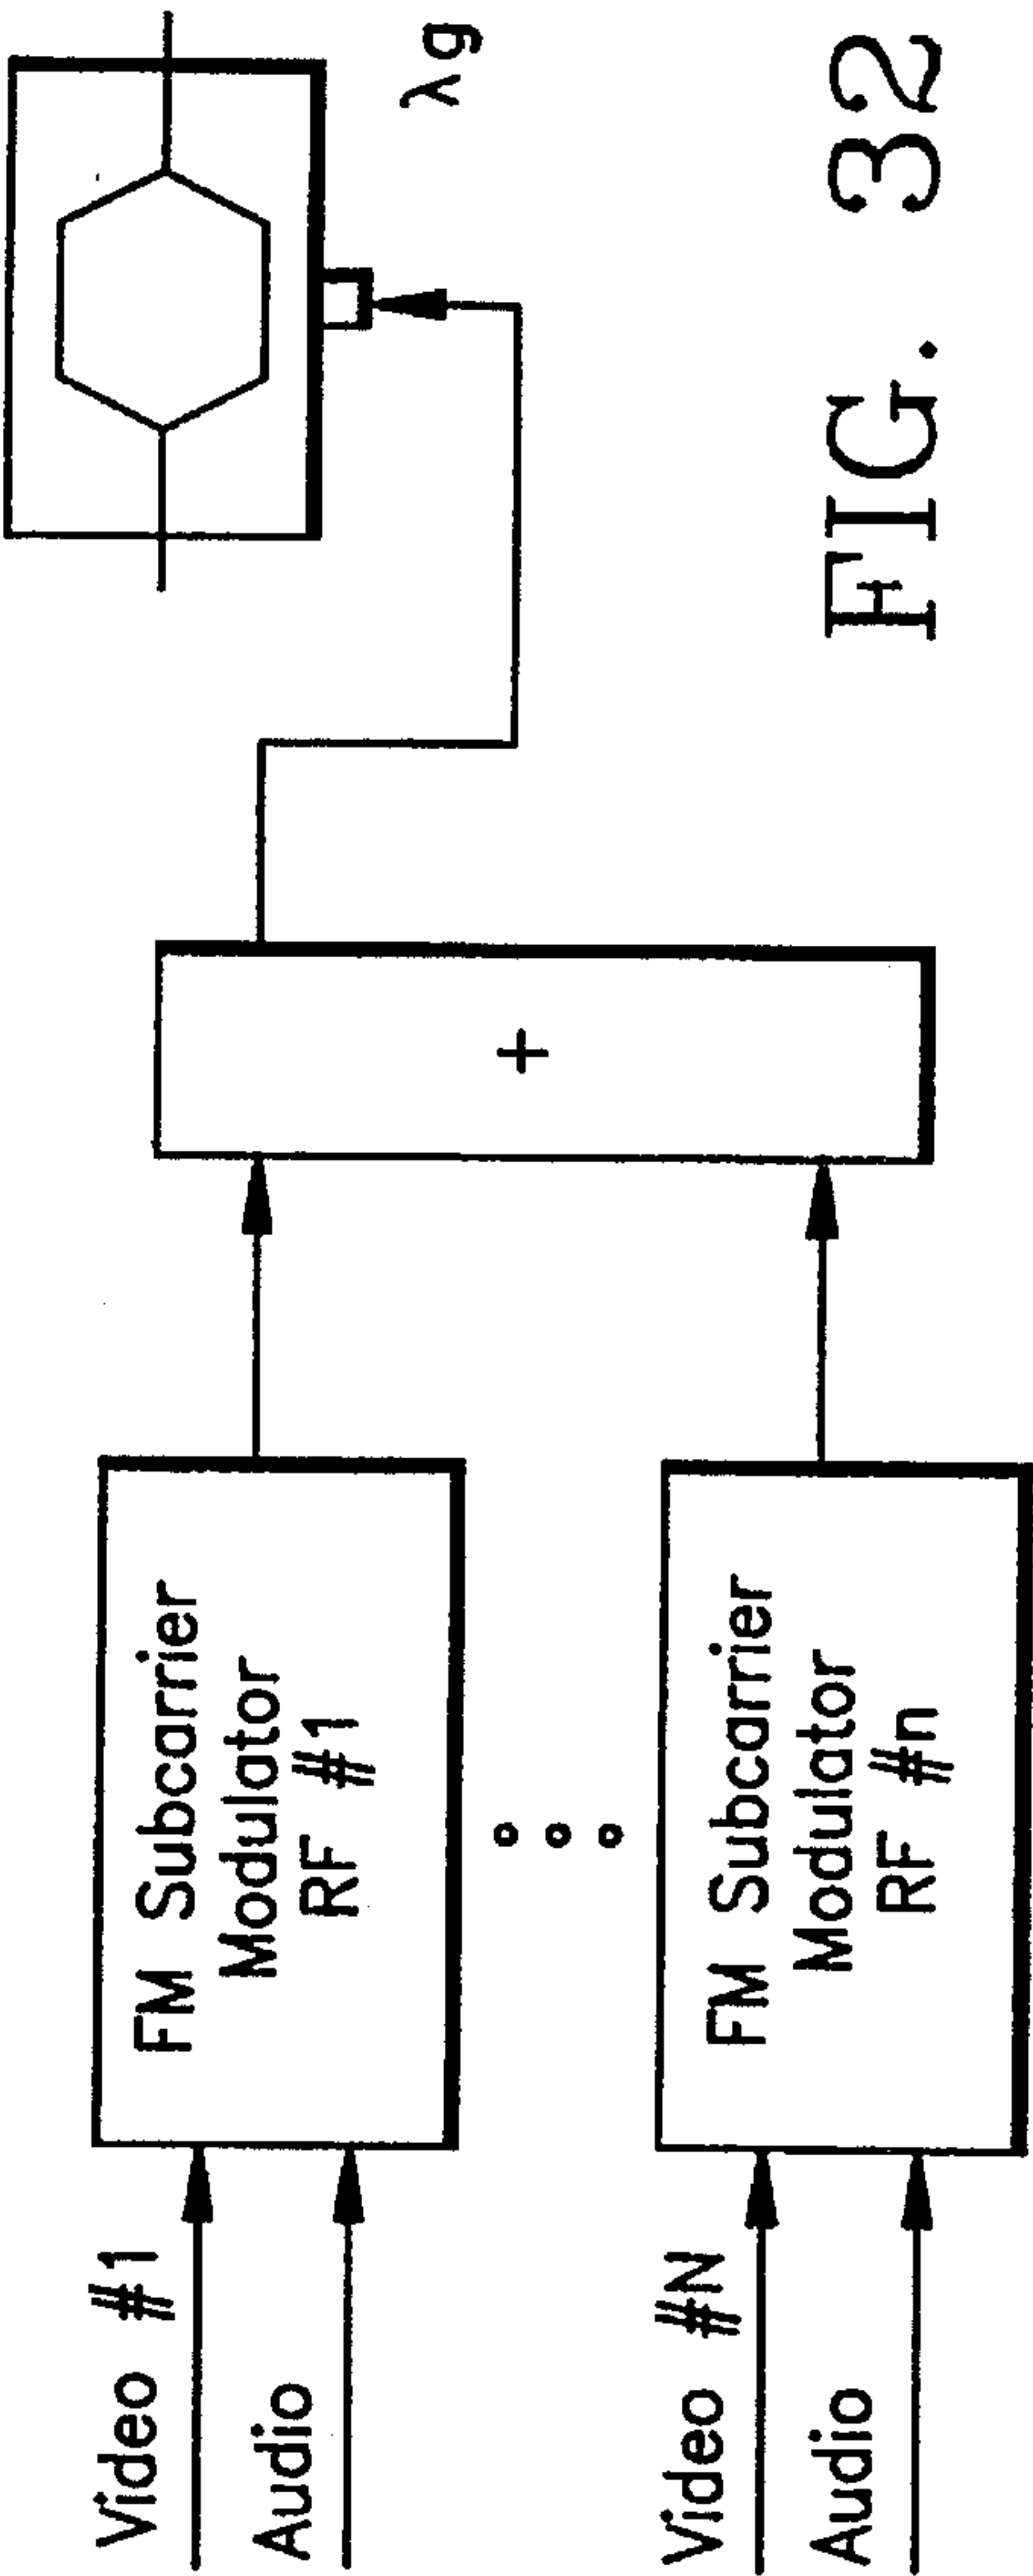 Video #1
Audio
FM Subcarrier
Modulator
RF #1
Video #N
Audio
FM Subcarrier
Modulator
RF #n
+
λg
FIG. 32